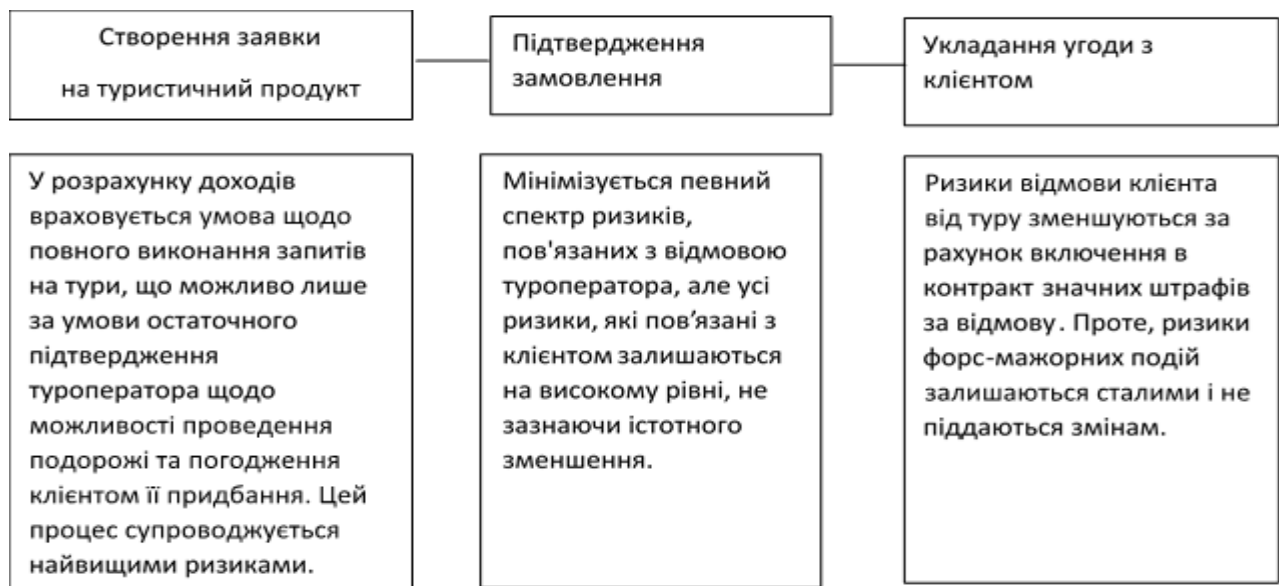 Створення заявки
на туристичний продукт
Підтвердження
замовлення
Укладання угоди з
клієнтом
У розрахунку доходів
враховується умова щодо
повного виконання запитів
на тури, що можливо лише
за умови остаточного
підтвердження
туроператора щодо
можливості проведення
подорожі та погодження
клієнтом її придбання. Цей
процес супроводжується
найвищими ризиками.
Мінімізується певний
спектр ризиків,
пов'язаних з відмовою
туроператора, але усі
ризики, які пов’язані з
клієнтом залишаються
на високому рівні, не
зазнаючи істотного
зменшення.
Ризики відмови клієнта
від туру зменшуються за
рахунок включення в
контракт значних штрафів
за відмову. Проте, ризики
форс-мажорних подій
залишаються сталими і не
піддаються змінам.